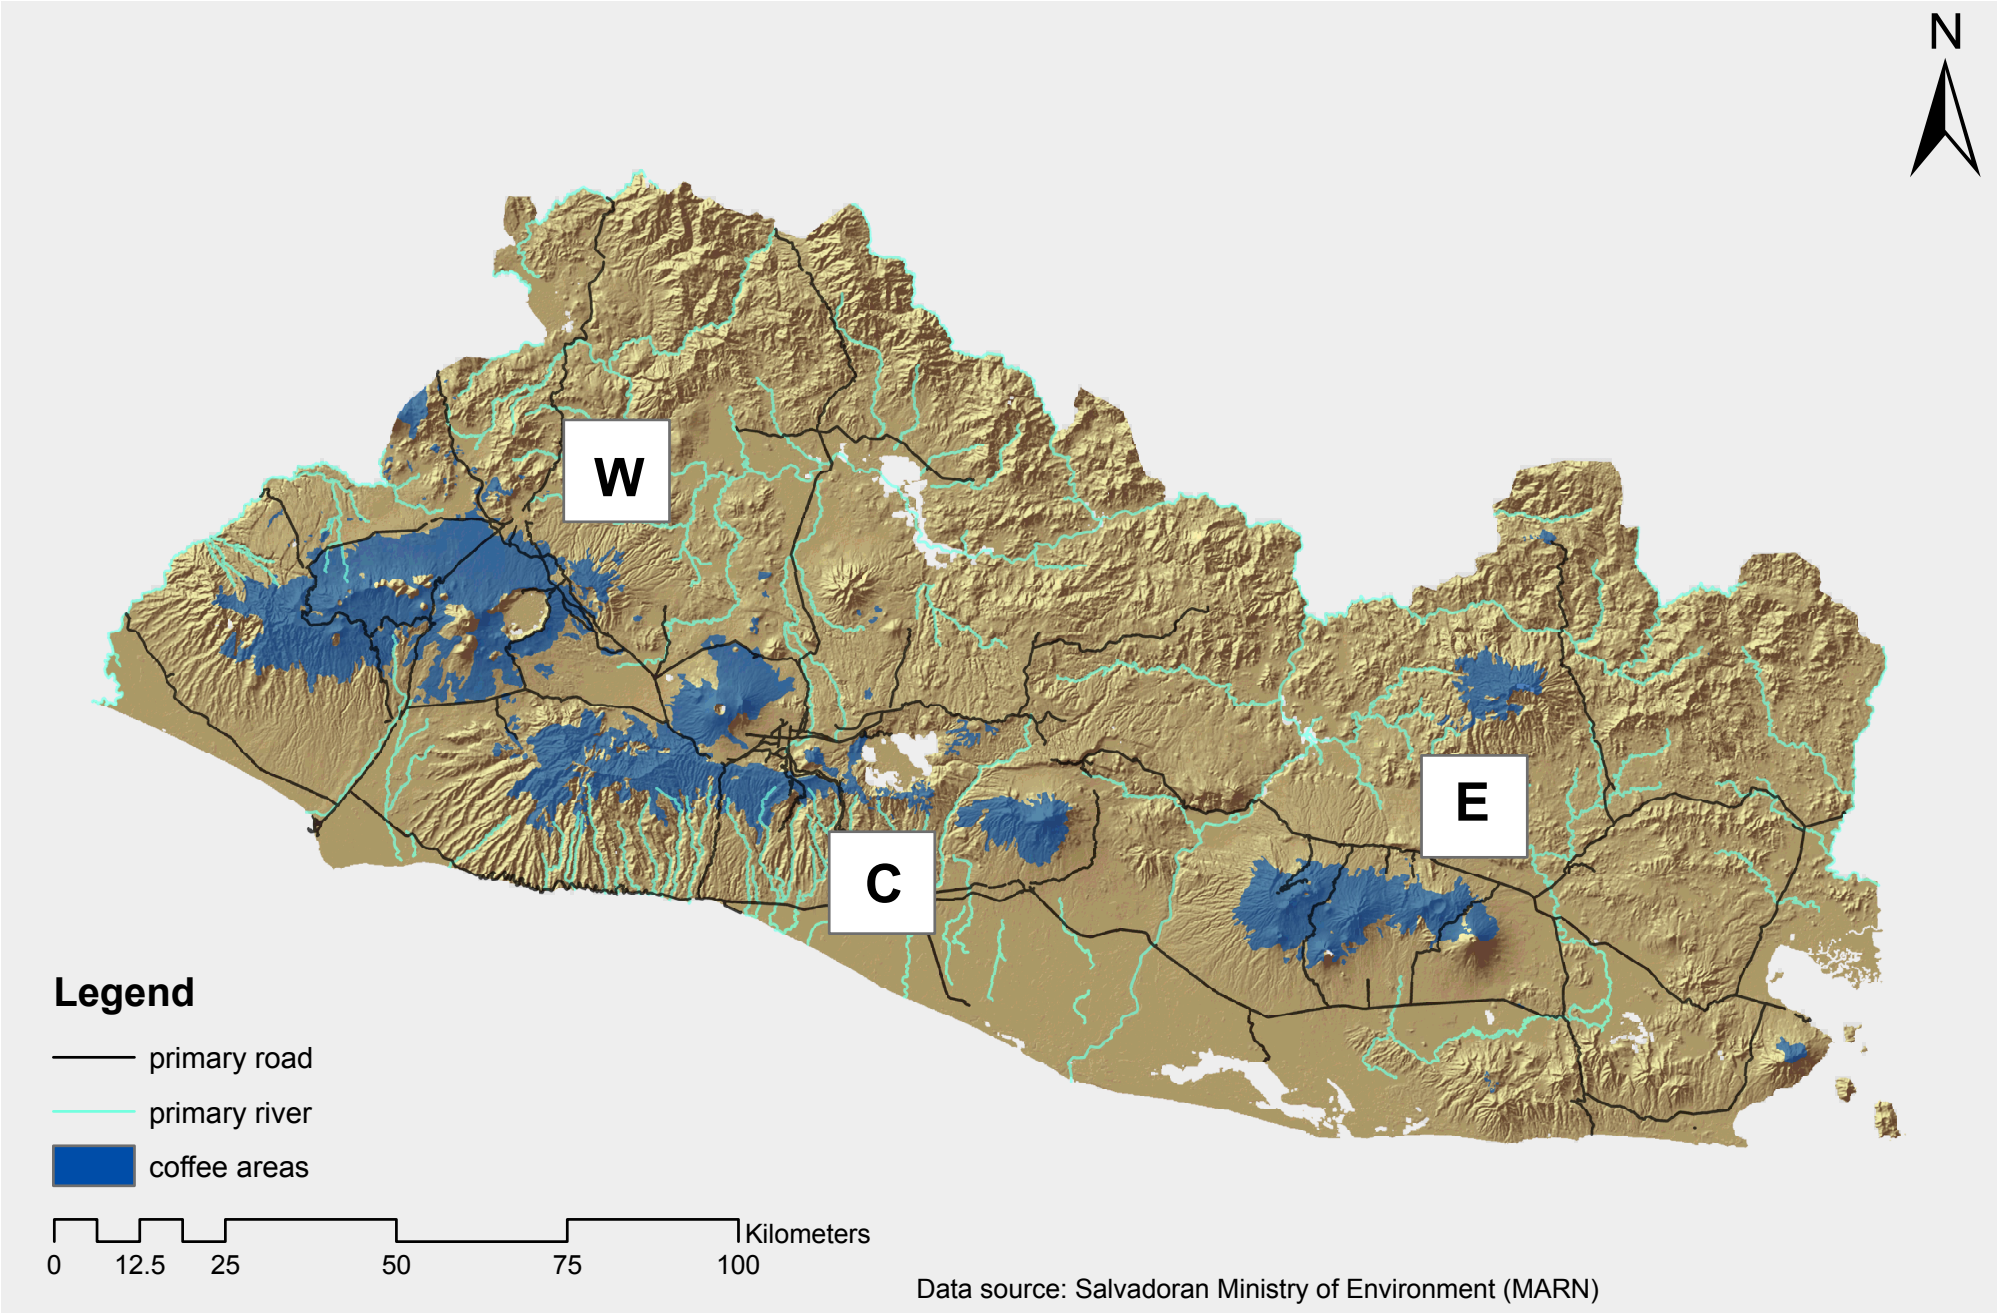 N
W
E
C
Legend
primary road
primary river
coffee areas
Kilometers
0 12.5 25 50 75 100
Data source: Salvadoran Ministry of Environment (MARN)